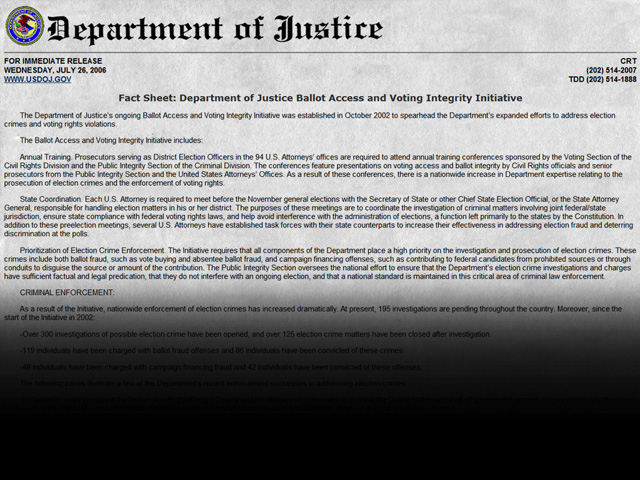 Department of Justice
FOR IMMEDIATE RELEASE
CRT
WEDNESDAY, JULY 26, 2006
(202) 514-2007
WWW.USDOJ.GOV
TDD (202) 514-1888
Fact Sheet: Department of Justice Ballot Access and Voting Integrity Initiative
The Department of Justice's ongoing Ballot Access and Voting Integrity Initiative was established in October 2002 to spearhead the Department's expanded efforts to address election
crimes and voting rights violations.
The Ballot Access and Voting Integrity Initiative includes:
Annual Training. Prosecutors serving as District Election Officers in the 94 U.S. Attorneys' offices are required to attend annual training conferences sponsored by the Voting Section of the
Civil Rights Division and the Public Integrity Section of the Criminal Division. The conferences feature presentations on voting access and ballot integrity by Civil Rights officials and senior
prosecutors from the Public Integrity Section and the United States Attorneys' Offices. As a result of these conferences, there is a nationwide increase in Department expertise relating to the
prosecution of election crimes and the enforcement of voting rights.
State Coordination. Each U.S. Attorney is required to meet before the November general elections with the Secretary of State or other Chief State Election Official, or the State Attorney
General, responsible for handling election matters in his or her district. The purposes of these meetings are to coordinate the investigation of criminal matters involving joint federal/state
jurisdiction, ensure state compliance with federal voting rights laws, and help avoid interference with the administration of elections, a function left primarily to the states by the Constitution. In
addition to these preelection meetings, several U.S. Attorneys have established task forces with their state counterparts to increase their effectiveness in addressing election fraud and deterring
discrimination at the polls.
Prioritization of Election Crime Enforcement. The Initiative requires that all components of the Department place a high priority on the investigation and prosecution of election crimes. These
crimes include both ballot fraud, such as vote buying and absentee ballot fraud, and campaign financing offenses, such as contributing to federal candidates from prohibited sources or through
conduits to disguise the source or amount of the contribution. The Public Integrity Section oversees the national effort to ensure that the Department's election crime investigations and charges
have sufficient factual and legal predication, that they do not interfere with an ongoing election, and that a national standard is maintained in this critical area of criminal law enforcement.
CRIMINAL ENFORCEMENT:
As a result of the Initiative, nationwide enforcement of election crimes has increased dramatically. At present, 195 investigations are pending throughout the country. Moreover, since the
start of the Initiative in 2002:
-Over 300 investigations of possible election crime have been opened, and over 125 election crime matters have been closed after investigation.
-119 individuals have been charged with ballot fraud offenses and 86 individuals have been convicted of these crimes.
individuals have been charged with campaign financing fraud and 42 individuals have been convicted of these offenses.